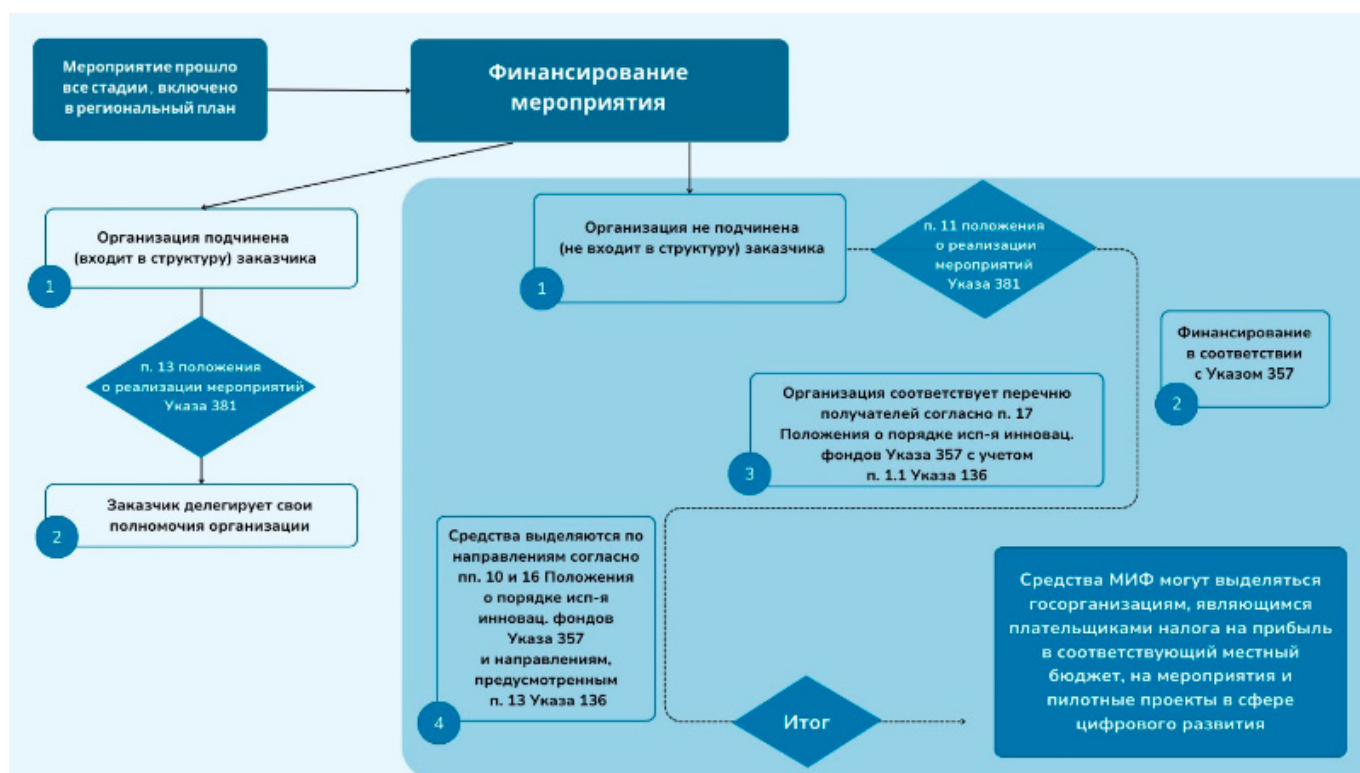 Мероприятие прошло
все стадии, включено
в региональный план
Финансирование
мероприятия
Организация подчинена
(входит в структуру) заказчика
1
п. 13 положения
о реализации мероприятий
Указа 381
Заказчик делегирует свои
полномочия организации
2
Организация не подчинена
(не входит в структуру) заказчика
1
п. 11 положения
о реализации
мероприятий
Указа 381
Финансирование
в соответствии
с Указом 357
2
Организация соответствует перечню
получателей согласно п. 17
Положения о порядке исп-я инновац.
фондов Указа 357 с учетом
п. 1.1 Указа 136
3
Средства выделяются по
направлениям согласно
пп. 10 и 16 Положения
о порядке исп-я
инновац. фондов
Указа 357
и направлениям,
предусмотренным
п. 13 Указа 136
4
Итог
Средства МИФ могут выделяться
госорганизациям, являющимся
плательщиками налога на прибыль
в соответствующий местный
бюджет, на мероприятия и
пилотные проекты в сфере
цифрового развития